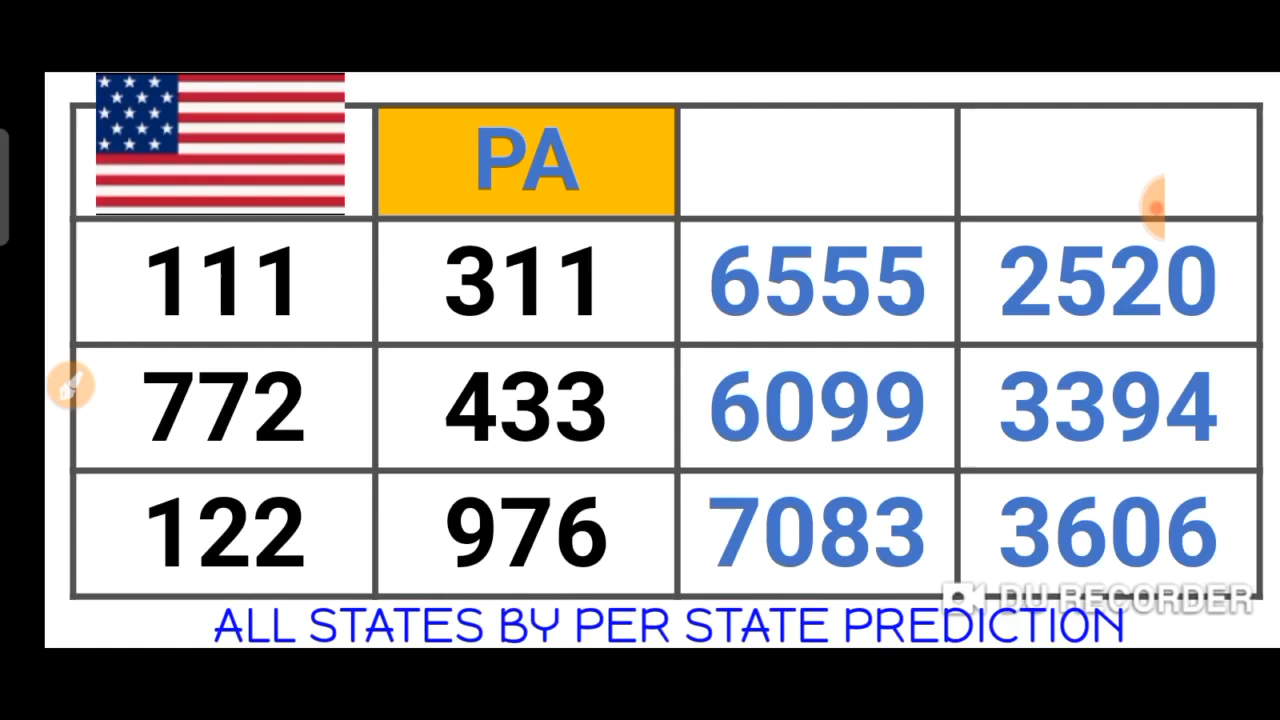 PA
111 311 6555 2520
772 433 6099 3394
122 976 7083 3606
DU RECORDER
ALL STATES BY PER STATE PREDICTION